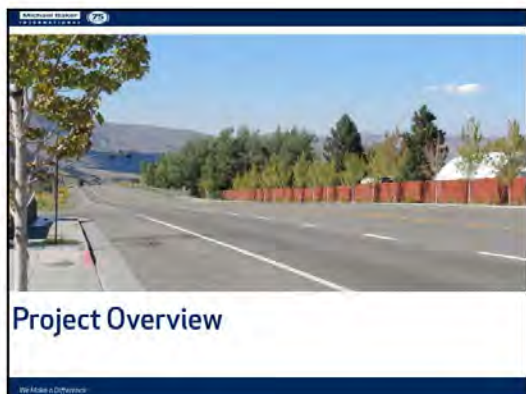 Michael Baker 75
INTERNATIONAL
Project Overview
We Make a Difference